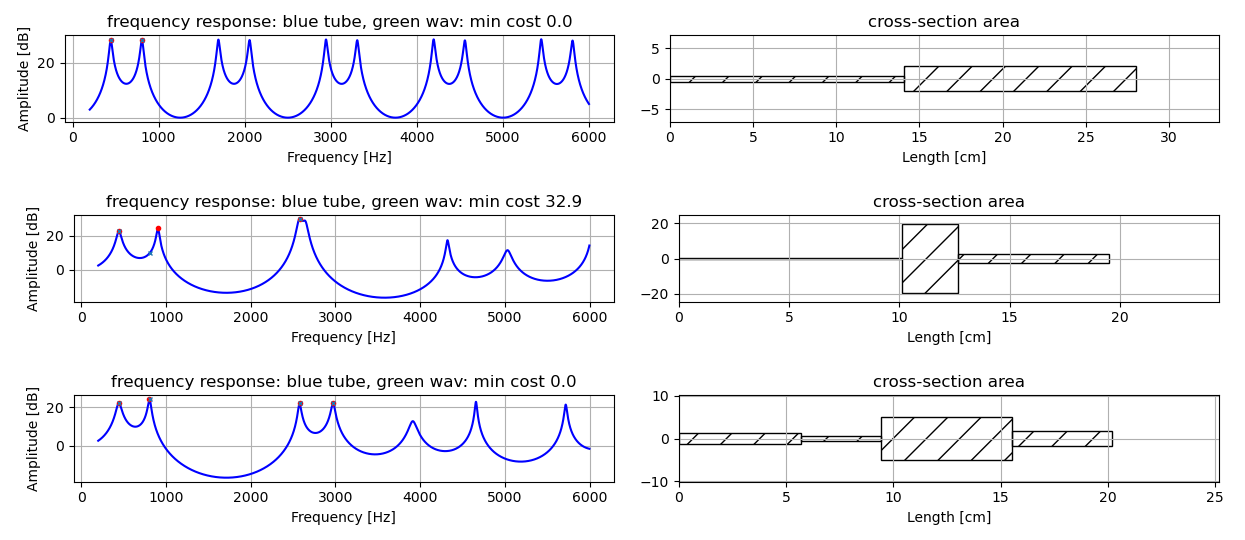 frequency response: blue tube, green wav: min cost 0.0
Amplitude [dB]
20
0
0 1000 2000 3000 4000 5000 6000
Frequency [Hz]
cross-section area
5
0
−5
0 5 10 15 20 25 30
Length [cm]
frequency response: blue tube, green wav: min cost 32.9
Amplitude [dB]
20
0
0 1000 2000 3000 4000 5000 6000
Frequency [Hz]
cross-section area
20
0
−20
0 5 10 15 20
Length [cm]
frequency response: blue tube, green wav: min cost 0.0
Amplitude [dB]
20
0
0 1000 2000 3000 4000 5000 6000
Frequency [Hz]
cross-section area
10
0
−10
0 5 10 15 20 25
Length [cm]